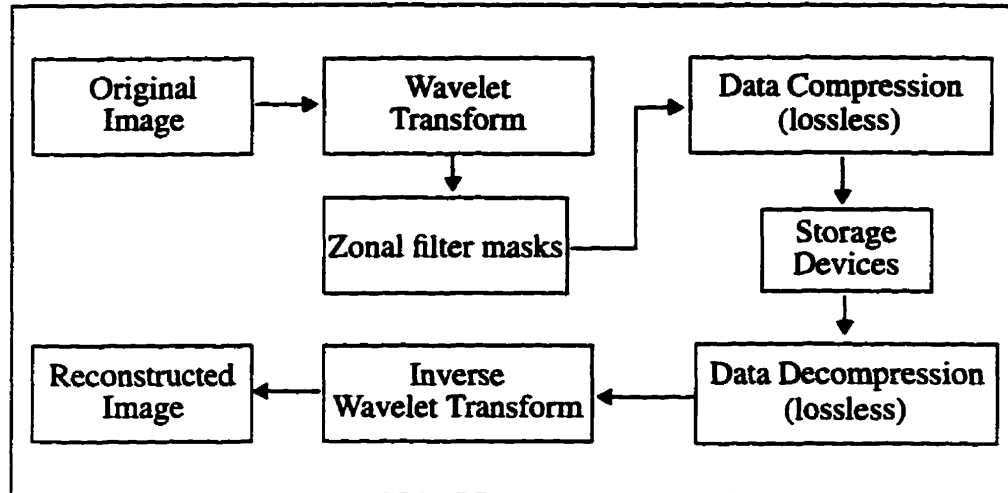 Original
Image
Wavelet
Transform
Data Compression
(lossless)
Zonal filter masks
Storage
Devices
Data Decompression
(lossless)
Inverse
Wavelet Transform
Reconstructed
Image